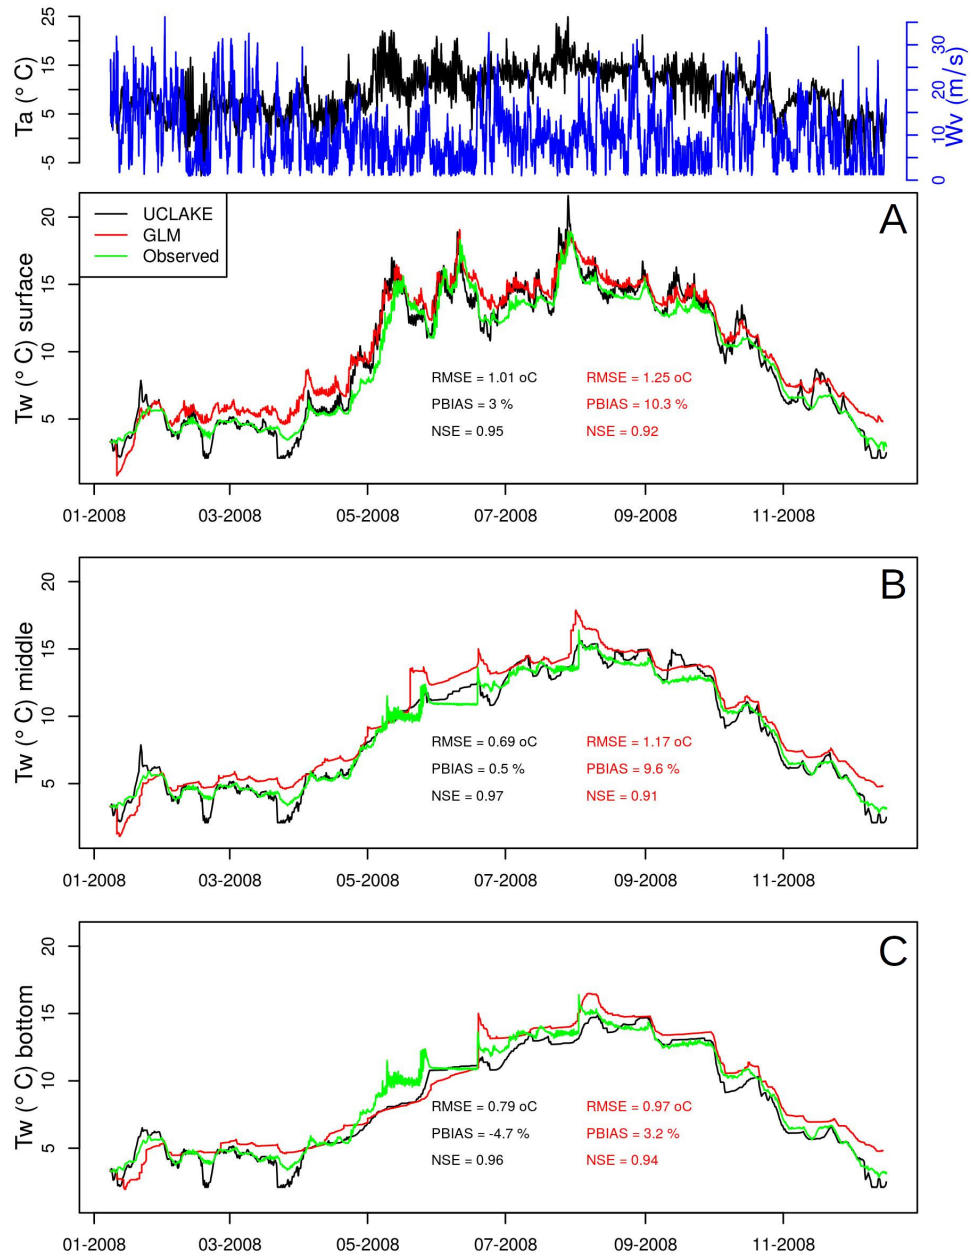 Ta (° C)
25
15
5
-5
Wv (m/s)
30
20
10
0
A
UCLAKE
GLM
Observed
Tw (° C) surface
20
15
10
5
RMSE = 1.01 oC RMSE = 1.25 oC
PBIAS = 3 % PBIAS = 10.3 %
NSE = 0.95 NSE = 0.92
01-2008 03-2008 05-2008 07-2008 09-2008 11-2008
B
Tw (° C) middle
20
15
10
5
RMSE = 0.69 oC RMSE = 1.17 oC
PBIAS = 0.5 % PBIAS = 9.6 %
NSE = 0.97 NSE = 0.91
01-2008 03-2008 05-2008 07-2008 09-2008 11-2008
C
Tw (° C) bottom
20
15
10
5
RMSE = 0.79 oC RMSE = 0.97 oC
PBIAS = -4.7 % PBIAS = 3.2 %
NSE = 0.96 NSE = 0.94
01-2008 03-2008 05-2008 07-2008 09-2008 11-2008